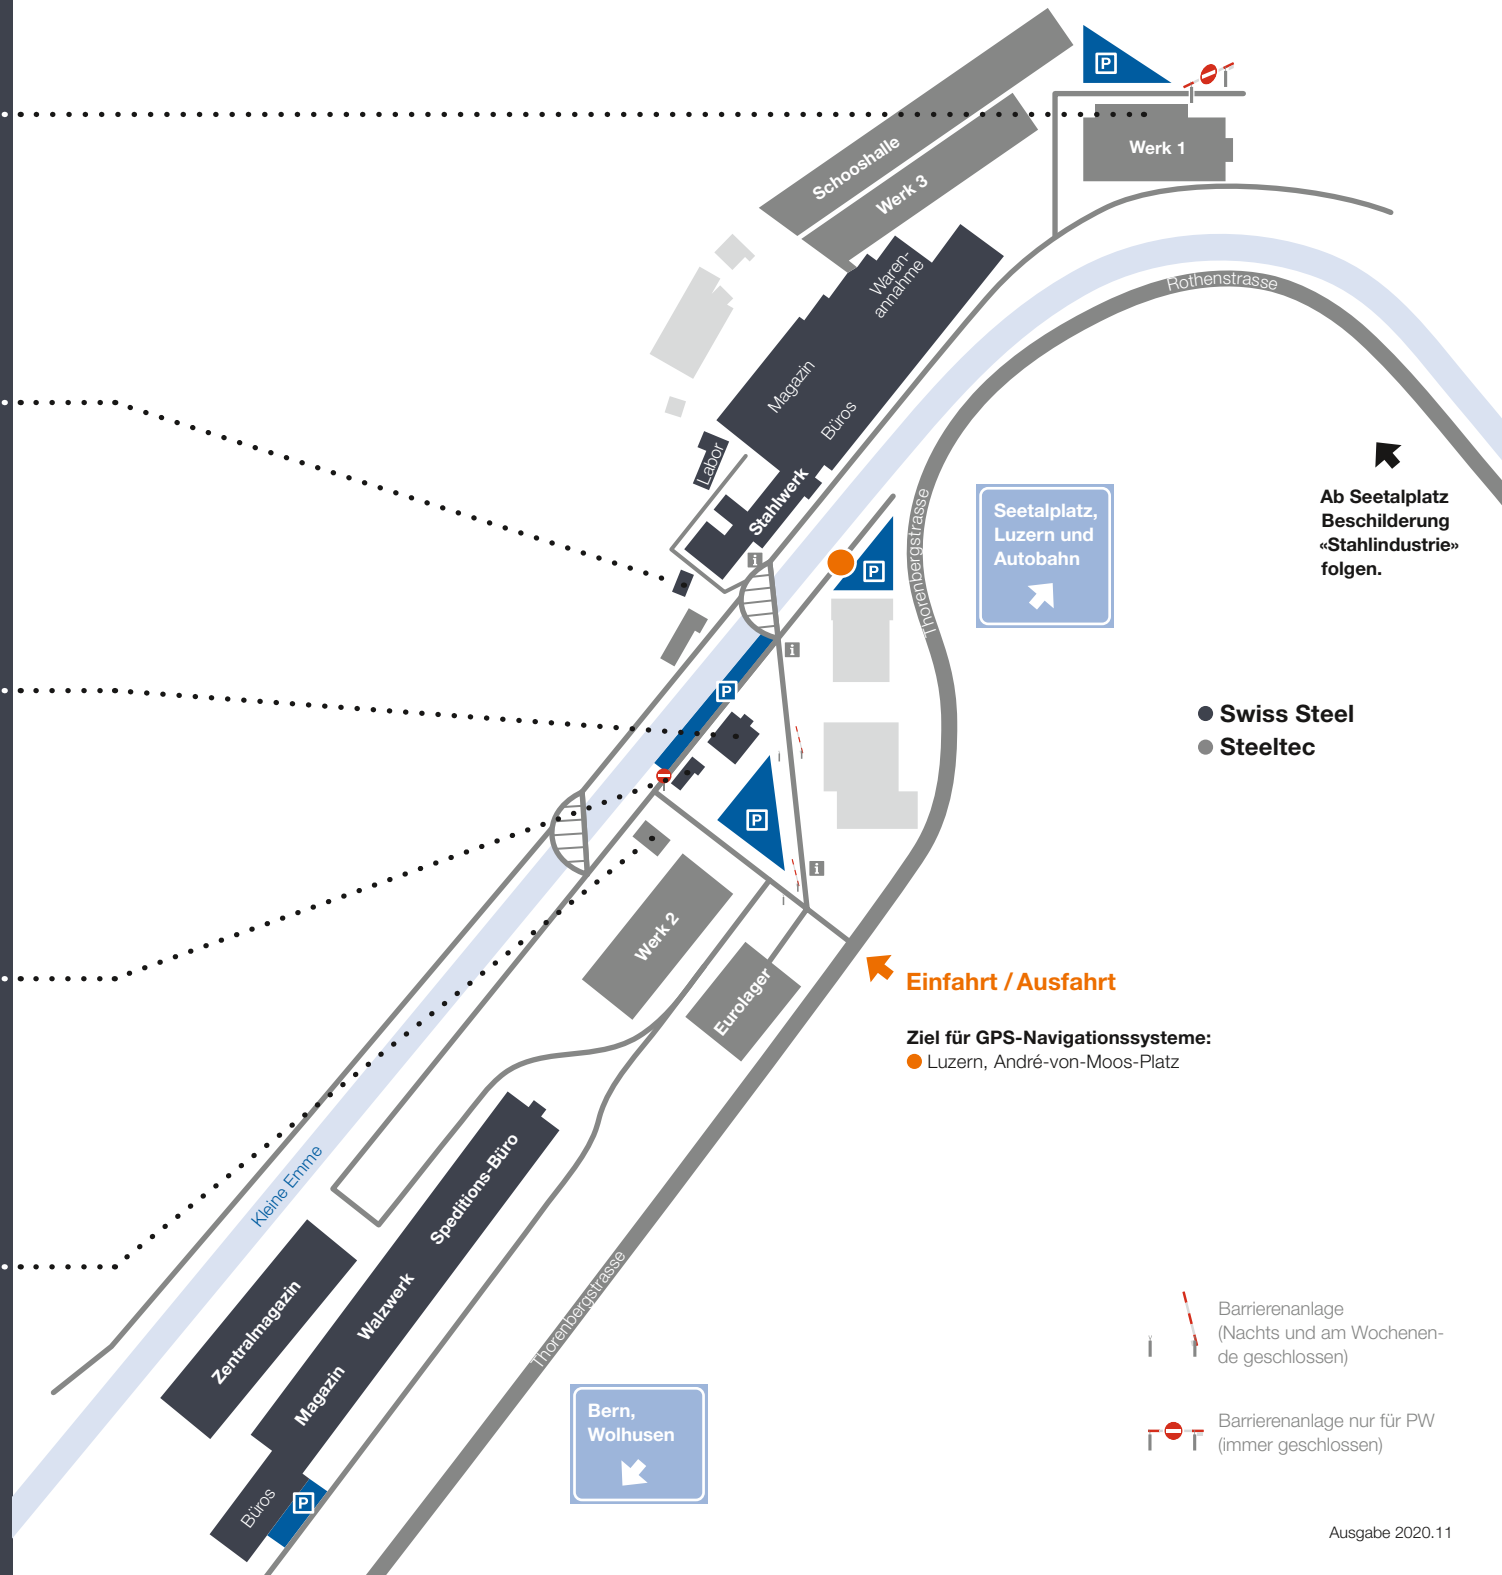 P
Werk 1
Schooshalle
Werk 3
Waren-
annahme
Rothenstrasse
Magazin
Büros
Labor
Stahlwerk
Ab Seetalplatz
Beschilderung
«Stahlindustrie»
folgen.
Seetalplatz,
Luzern und
Autobahn
Thorenbergstrasse
i
P
i
P
Swiss Steel
Steeltec
P
i
Werk 2
Eurolager
Einfahrt / Ausfahrt
Ziel für GPS-Navigationssysteme:
Luzern, André-von-Moos-Platz
Kleine Emme
Speditions-Büro
Walzwerk
Zentralmagazin
Magazin
Thorenbergstrasse
Barrierenanlage
(Nachts und am Wochenen-
de geschlossen)
Bern,
Wolhusen
Barrierenanlage nur für PW
(immer geschlossen)
Büros
P
Ausgabe 2020.11